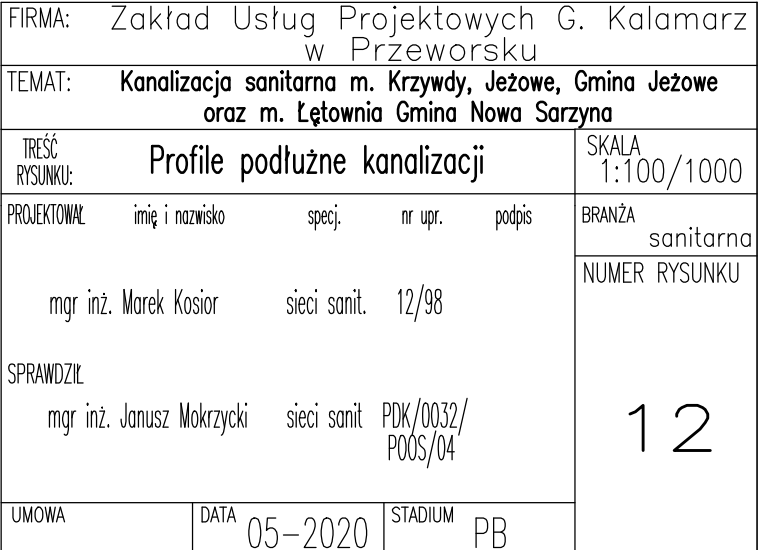 FIRMA: Zakład Usług Projektowych G. Kalamarz
w Przeworsku
TEMAT: Kanalizacja sanitarna m. Krzywdy, Jeżowe, Gmina Jeżowe
oraz m. Łętownia Gmina Nowa Sarzyna
TREŚĆ
RYSUNKU: Profile podłużne kanalizacji
SKALA
1:100/1000
PROJEKTOWAŁ imię i nazwisko specj. nr upr. podpis
mgr inż. Marek Kosior sieci sanit. 12/98
SPRAWDZIŁ
mgr inż. Janusz Mokrzycki sieci sanit PDK/0032/
POOS/04
BRANŻA
sanitarna
NUMER RYSUNKU
12
UMOWA
DATA 05-2020
STADIUM PB